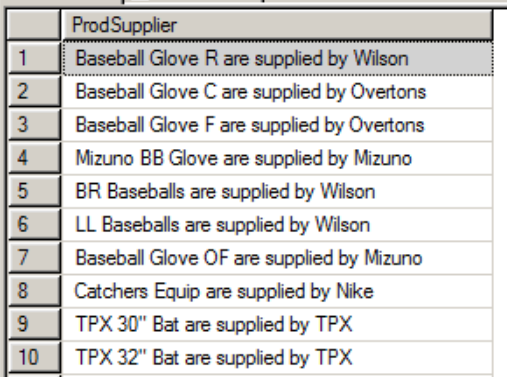 ProdSupplier
1 Baseball Glove R are supplied by Wilson
2 Baseball Glove C are supplied by Overtons
3 Baseball Glove F are supplied by Overtons
4 Mizuno BB Glove are supplied by Mizuno
5 BR Baseballs are supplied by Wilson
6 LL Baseballs are supplied by Wilson
7 Baseball Glove OF are supplied by Mizuno
8 Catchers Equip are supplied by Nike
9 TPX 30" Bat are supplied by TPX
10 TPX 32" Bat are supplied by TPX